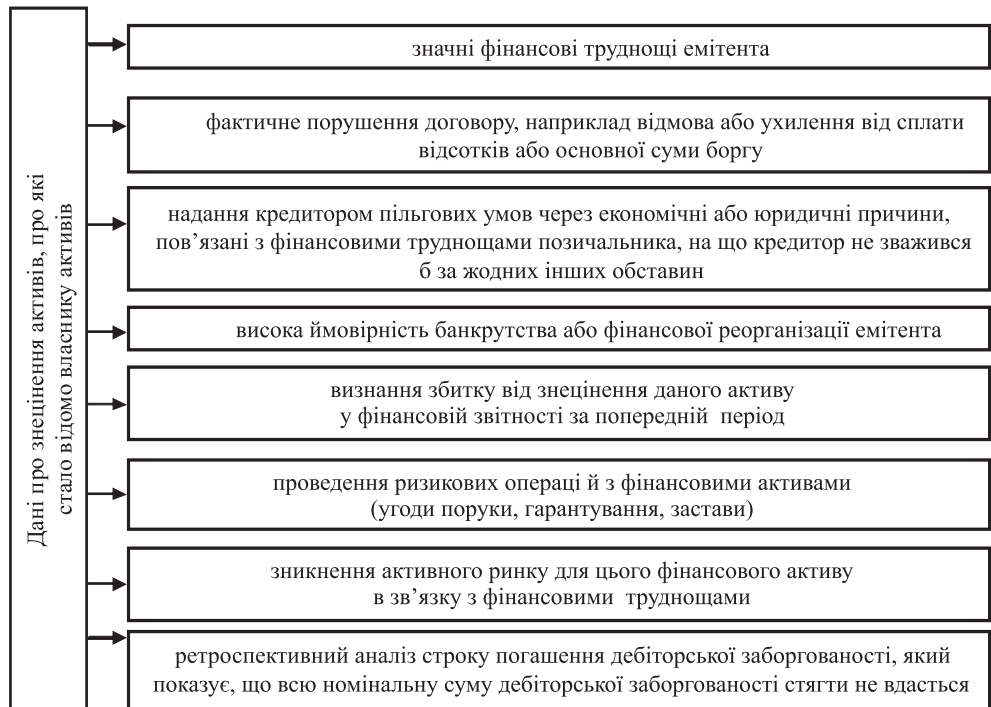 Дані про знецінення активів, про які
стало відомо власнику активів
значні фінансові труднощі емітента
фактичне порушення договору, наприклад відмова або ухилення від сплати
відсотків або основної суми боргу
надання кредитором пільгових умов через економічні або юридичні причини,
пов’язані з фінансовими труднощами позичальника, на що кредитор не зважився
б за жодних інших обставин
висока ймовірність банкрутства або фінансової реорганізації емітента
визнання збитку від знецінення даного активу
у фінансовій звітності за попередній період
проведення ризикових операці й з фінансовими активами
(угоди поруки, гарантування, застави)
зникнення активного ринку для цього фінансового активу
в зв’язку з фінансовими труднощами
ретроспективний аналіз строку погашення дебіторської заборгованості, який
показує, що всю номінальну суму дебіторської заборгованості стягти не вдасться